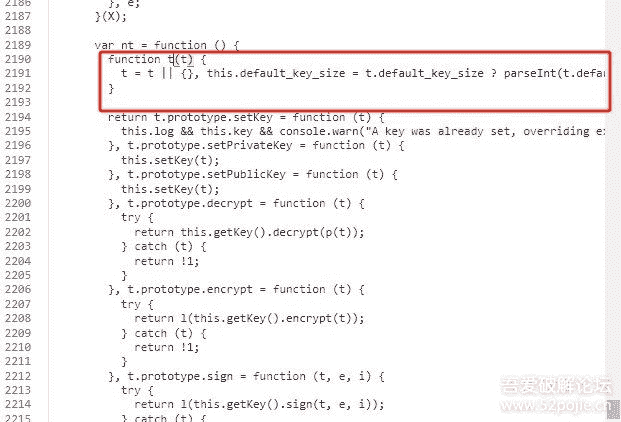 2186 }, e;
2187 }(X);
2188
2189 var nt = function () {
2190 function t(t) {
2191 t = t || {}, this.default_key_size = t.default_key_size ? parseInt(t.defau
2192 }
2193
2194 return t.prototype.setKey = function (t) {
2195 this.log && this.key && console.warn("A key was already set, overriding ex
2196 }, t.prototype.setPrivateKey = function (t) {
2197 this.setKey(t);
2198 }, t.prototype.setPublicKey = function (t) {
2199 this.setKey(t);
2200 }, t.prototype.decrypt = function (t) {
2201 try {
2202 return this.getKey().decrypt(p(t));
2203 } catch (t) {
2204 return !1;
2205 }
2206 }, t.prototype.encrypt = function (t) {
2207 try {
2208 return l(this.getKey().encrypt(t));
2209 } catch (t) {
2210 return !1;
2211 }
2212 }, t.prototype.sign = function (t, e, i) {
2213 try {
2214 return l(this.getKey().sign(t, e, i));
2215 } catch (t) {
吾爱破解论坛
www.52pojie.cn